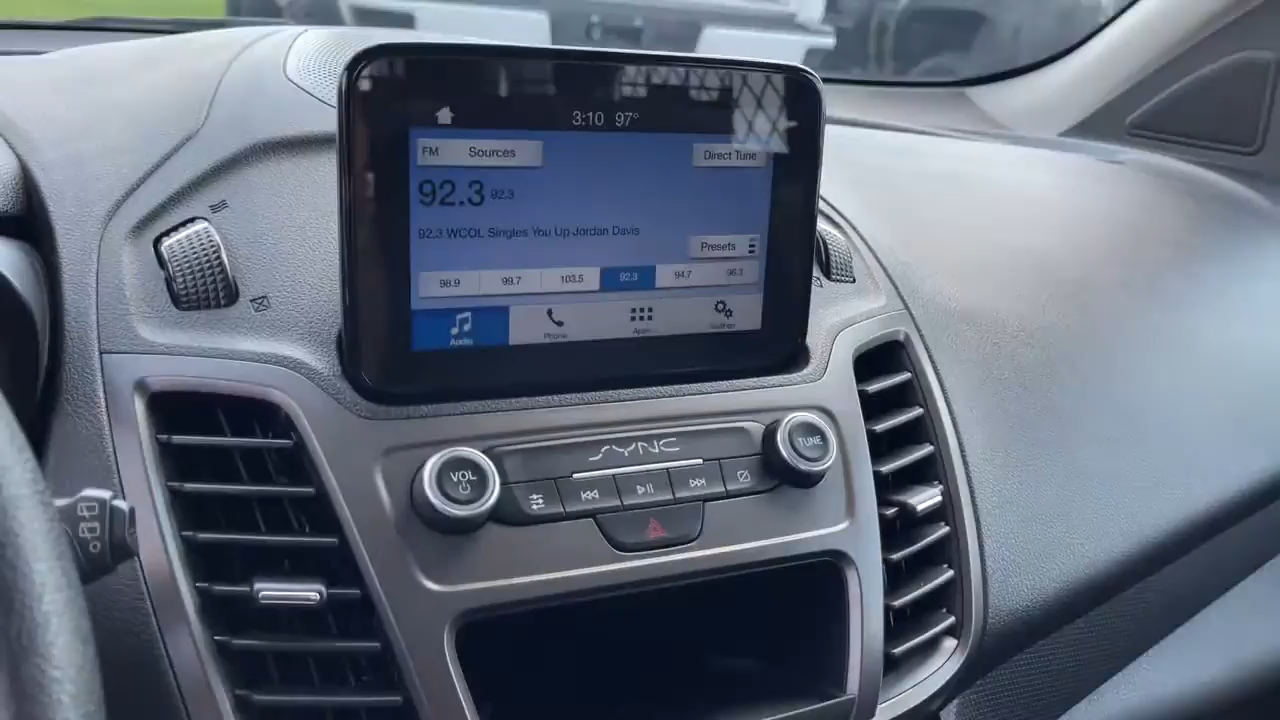 3:10 97°
FM Sources
Direct Tune
92.3 92.3
92.3 WCOL Singles You Up Jordan Davis
Presets
98.9 99.7 103.5 92.3 94.7 96.3
Audio Phone Apps Settings
SYNC
VOL
TUNE